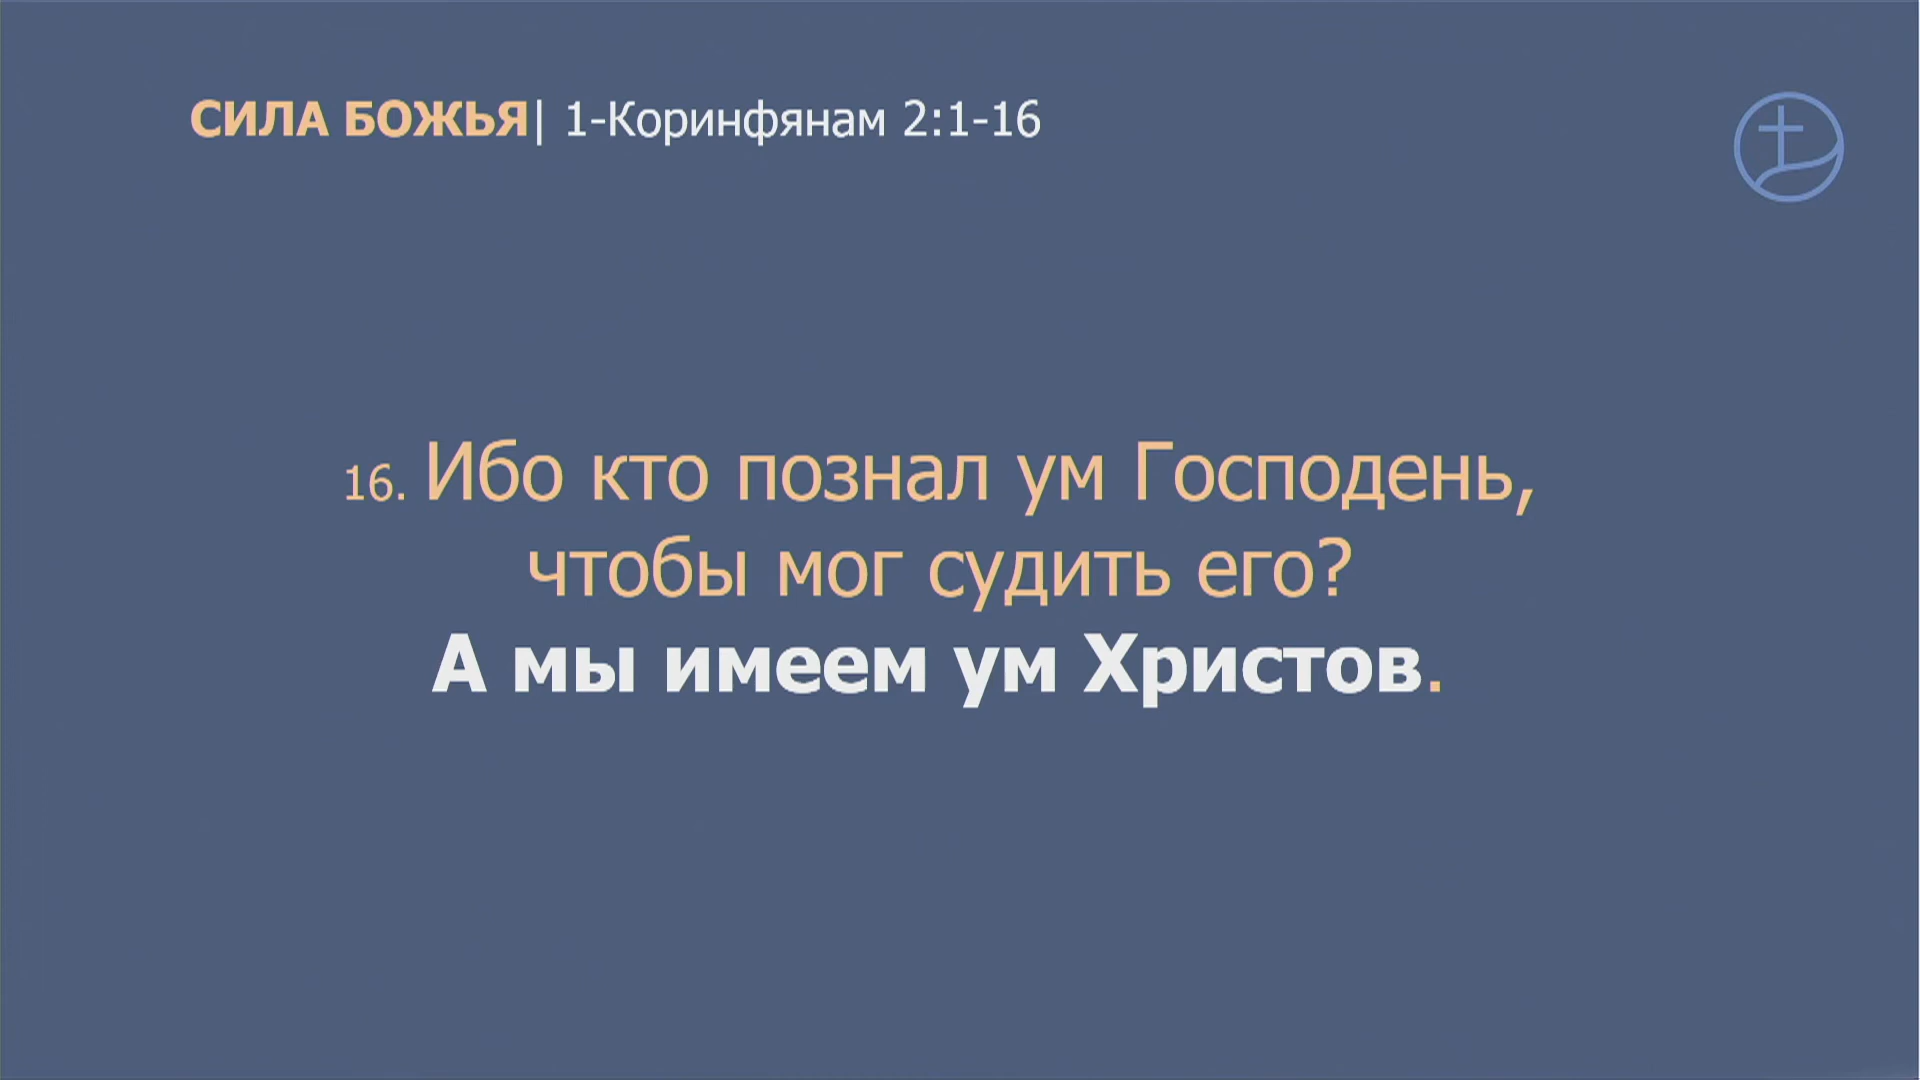 СИЛА БОЖЬЯ| 1-Коринфянам 2:1-16
16. Ибо кто познал ум Господень,
чтобы мог судить его?
А мы имеем ум Христов.